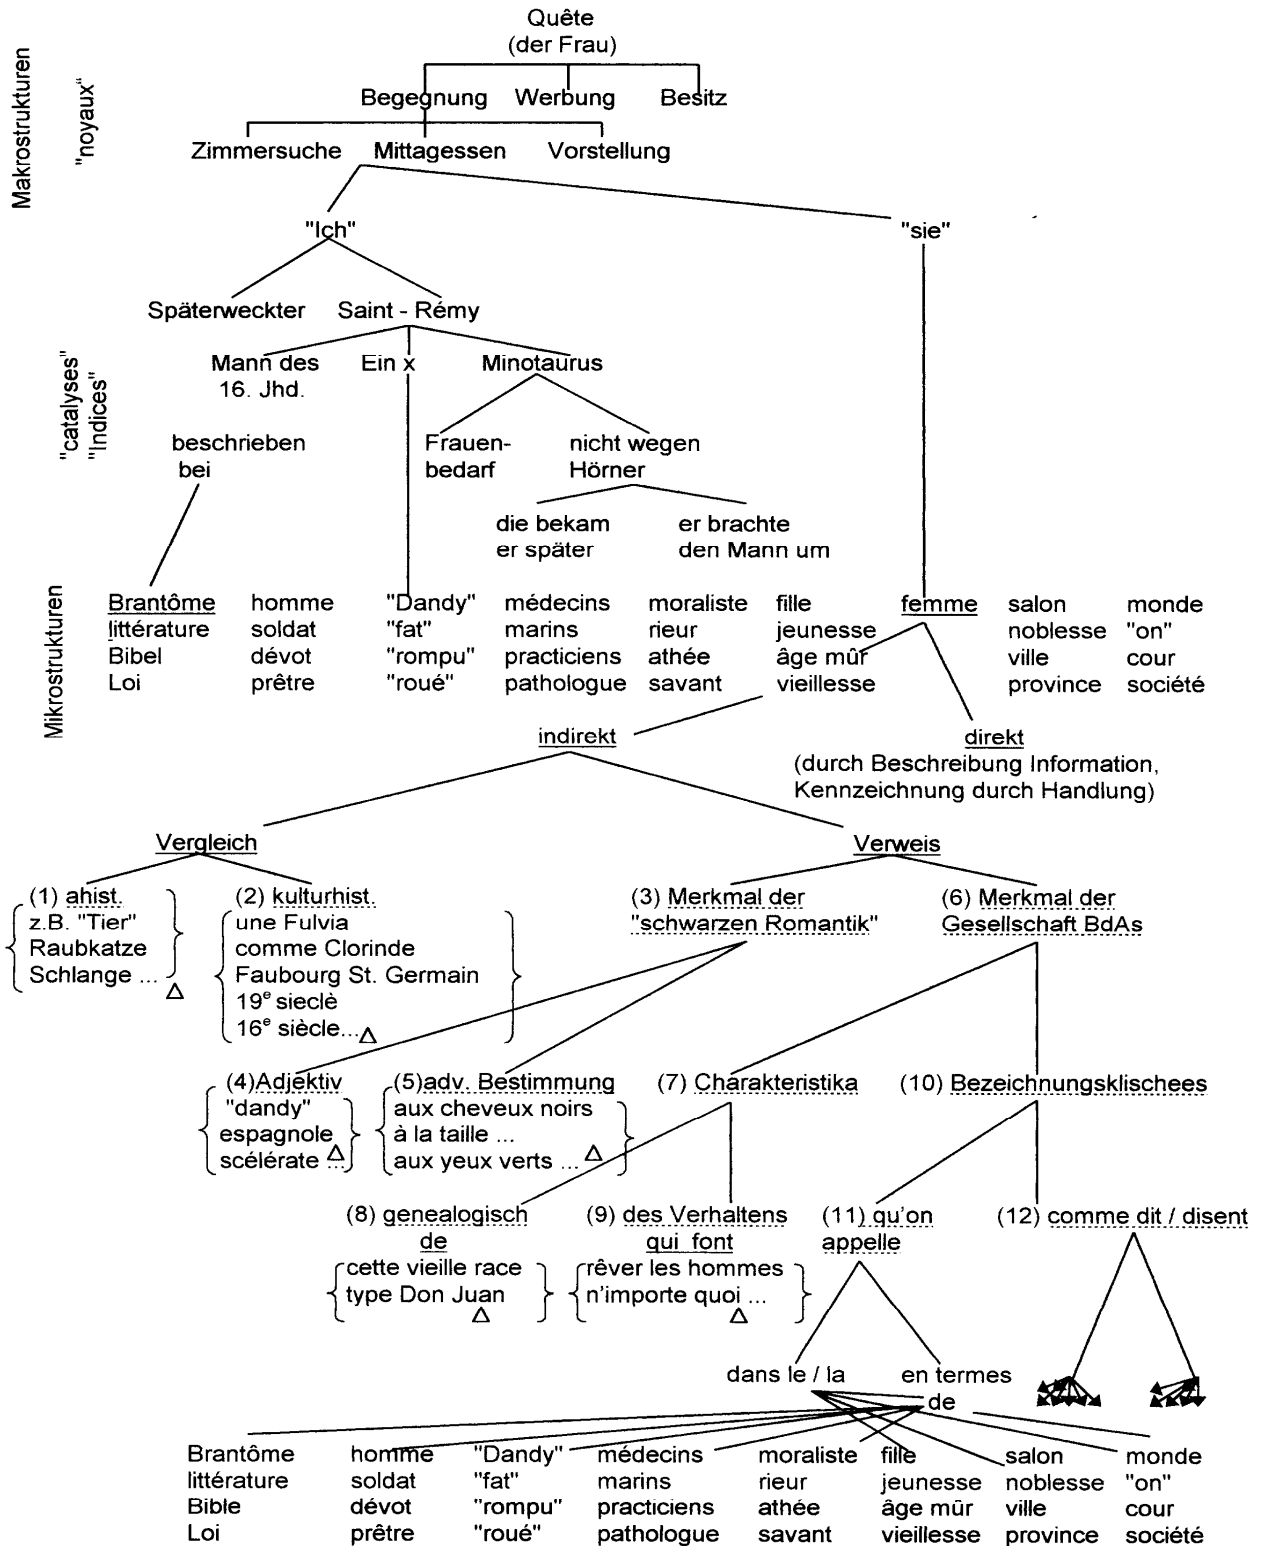 Quête
(der Frau)
Makrostrukturen
"noyaux"
Begegnung Werbung Besitz
Zimmersuche Mittagessen Vorstellung
"Ich" "sie"
Späterweckter Saint - Rémy
"catalyses"
"Indices"
Mann des Ein x Minotaurus
16. Jhd.
beschrieben Frauen- nicht wegen
bei bedarf Hörner
die bekam er brachte
er später den Mann um
Mikrostrukturen
Brantôme homme "Dandy" médecins moraliste fille femme salon monde
littérature soldat "fat" marins rieur jeunesse noblesse "on"
Bibel dévot "rompu" practiciens athée âge mûr ville cour
Loi prêtre "roué" pathologue savant vieillesse province société
indirekt direkt
(durch Beschreibung Information,
Kennzeichnung durch Handlung)
Vergleich Verweis
(1) ahist. (2) kulturhist. (3) Merkmal der (6) Merkmal der
z.B. "Tier" une Fulvia "schwarzen Romantik" Gesellschaft BdAs
Raubkatze comme Clorinde
Schlange ... Faubourg St. Germain
19e sieclè
16e siècle...
(4)Adjektiv (5)adv. Bestimmung (7) Charakteristika (10) Bezeichnungsklischees
"dandy" aux cheveux noirs
espagnole à la taille ...
scélérate ... aux yeux verts ...
(8) genealogisch (9) des Verhaltens (11) qu'on (12) comme dit / disent
de qui font appelle
cette vieille race rêver les hommes
type Don Juan n'importe quoi ...
dans le / la en termes
de
Brantôme homme "Dandy" médecins moraliste fille salon monde
littérature soldat "fat" marins rieur jeunesse noblesse "on"
Bible dévot "rompu" practiciens athée âge mûr ville cour
Loi prêtre "roué" pathologue savant vieillesse province société